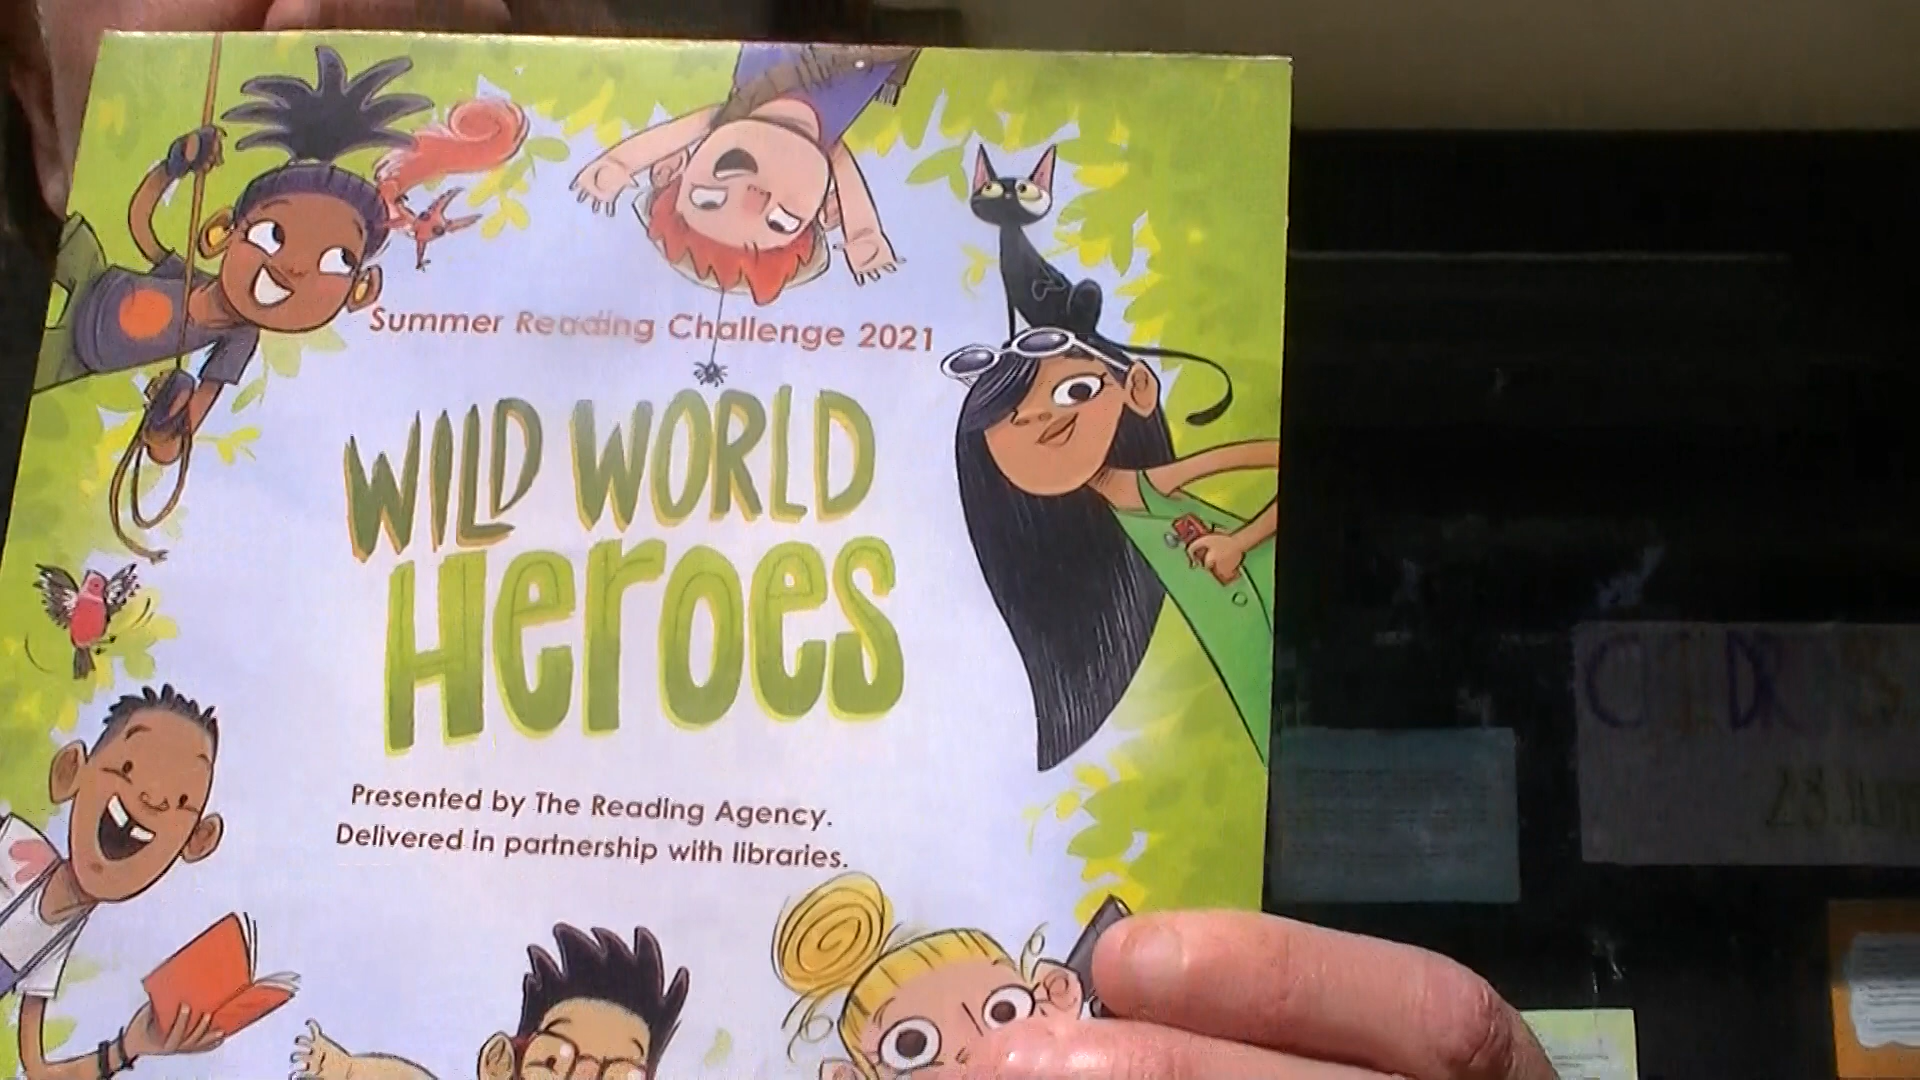 Summer Reading Challenge 2021
WILD WORLD
Heroes
Presented by The Reading Agency.
Delivered in partnership with libraries.